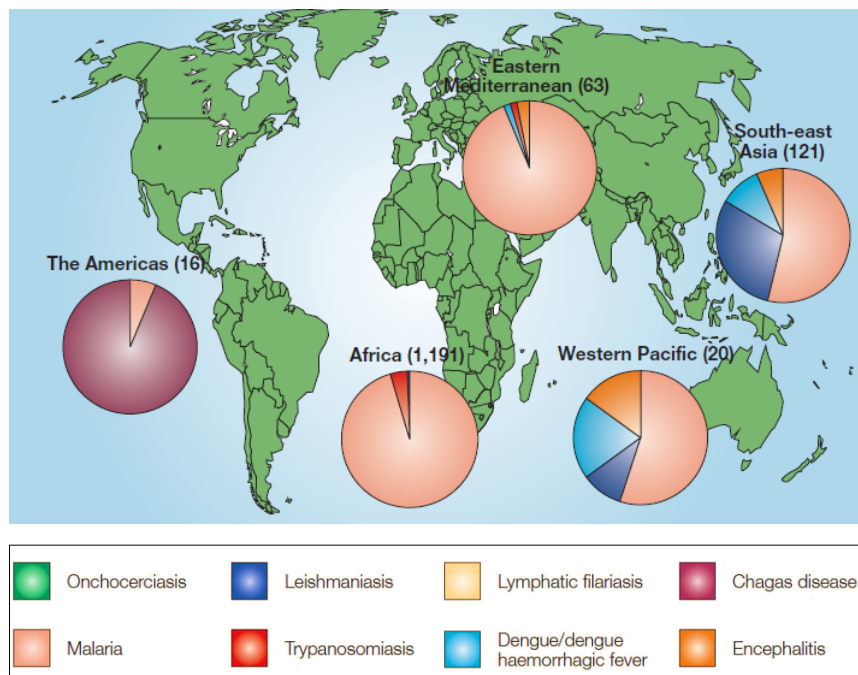 Eastern
Mediterranean (63)
South-east
Asia (121)
The Americas (16)
Africa (1,191)
Western Pacific (20)
Onchocerciasis
Leishmaniasis
Lymphatic filariasis
Chagas disease
Malaria
Trypanosomiasis
Dengue/dengue
haemorrhagic fever
Encephalitis